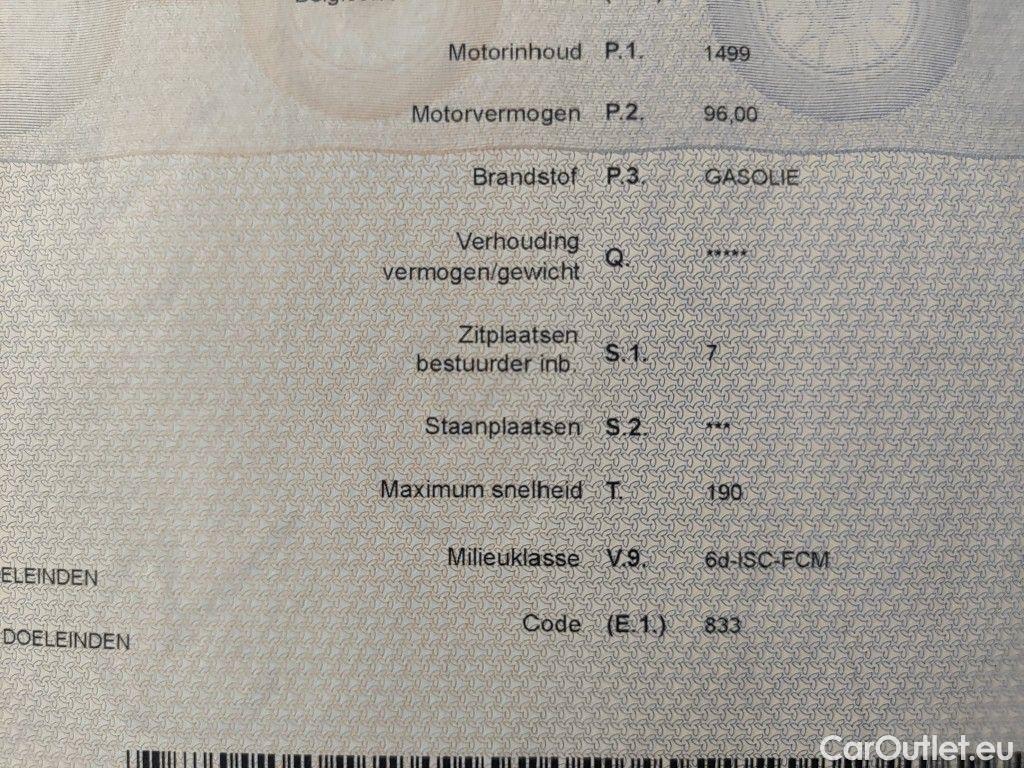 Motorinhoud P.1. 1499
Motorvermogen P.2. 96,00
Brandstof P.3. GASOLIE
Verhouding
vermogen/gewicht Q. *****
Zitplaatsen
bestuurder inb. S.1. 7
Staanplaatsen S.2. ***
Maximum snelheid T. 190
Milieuklasse V.9. 6d-ISC-FCM
ELEINDEN
Code (E.1.) 833
DOELEINDEN
CarOutlet.eu